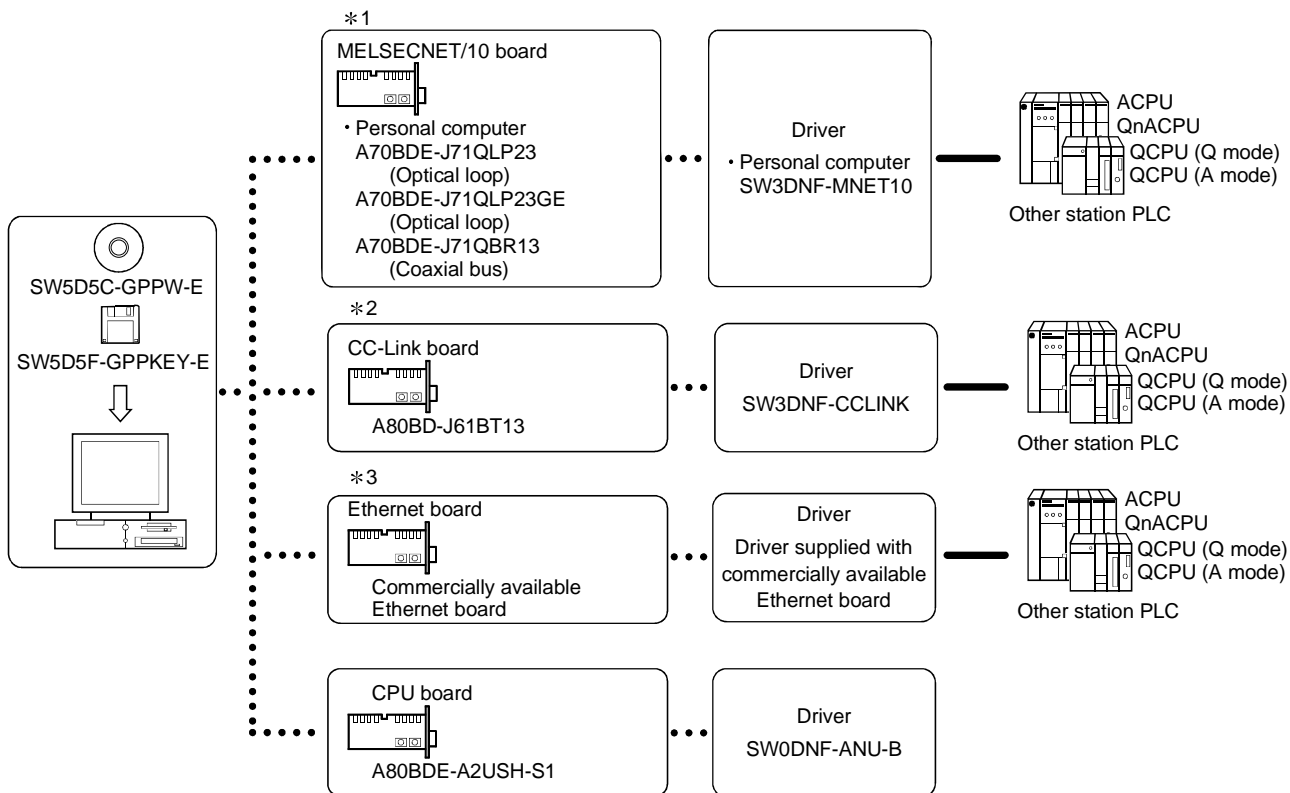 SW5D5C-GPPW-E
SW5D5F-GPPKEY-E
*1
MELSECNET/10 board
・Personal computer
A70BDE-J71QLP23
(Optical loop)
A70BDE-J71QLP23GE
(Optical loop)
A70BDE-J71QBR13
(Coaxial bus)
Driver
・Personal computer
SW3DNF-MNET10
ACPU
QnACPU
QCPU (Q mode)
QCPU (A mode)
Other station PLC
*2
CC-Link board
A80BD-J61BT13
Driver
SW3DNF-CCLINK
ACPU
QnACPU
QCPU (Q mode)
QCPU (A mode)
Other station PLC
*3
Ethernet board
Commercially available
Ethernet board
Driver
Driver supplied with
commercially available
Ethernet board
ACPU
QnACPU
QCPU (Q mode)
QCPU (A mode)
Other station PLC
CPU board
A80BDE-A2USH-S1
Driver
SW0DNF-ANU-B